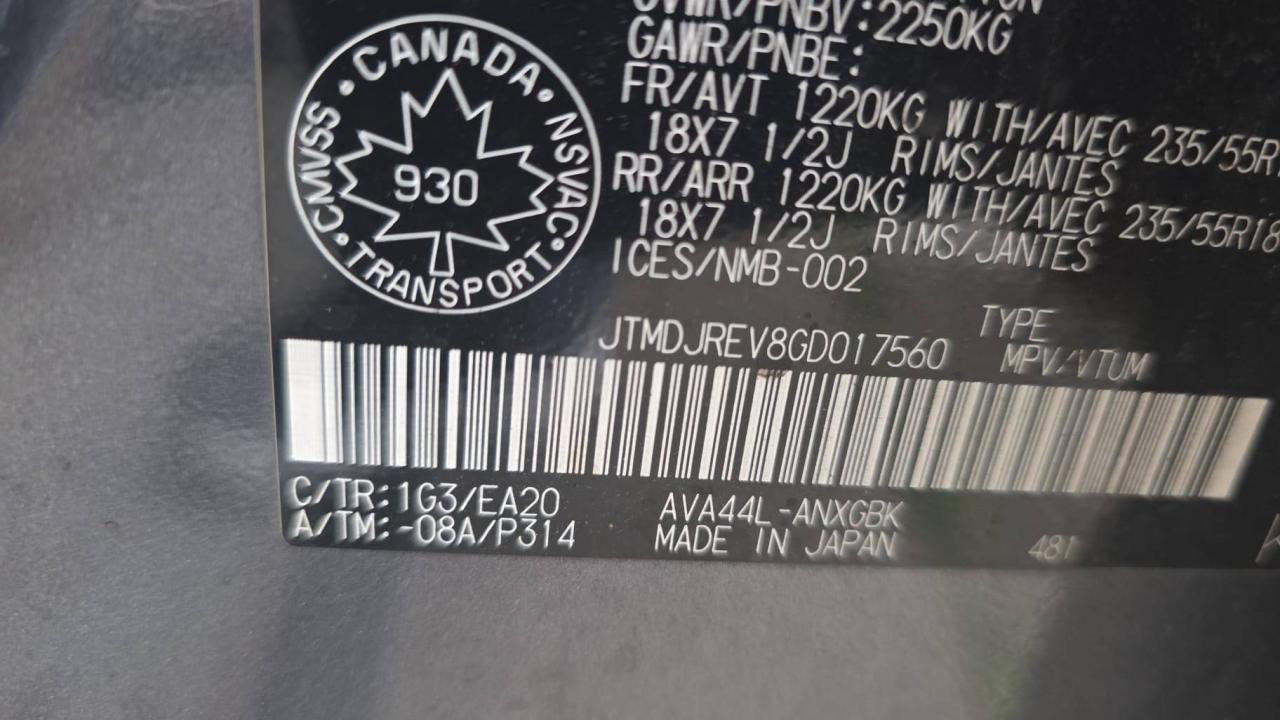 GVWR/PNBV:2250KG
GAWR/PNBE:
FR/AVT 1220KG WITH/AVEC 235/55R
18X7 1/2J RIMS/JANTES
RR/ARR 1220KG WITH/AVEC 235/55R18
18X7 1/2J RIMS/JANTES
ICES/NMB-002
CANADA · NSVAC · TRANSPORT · CMVSS ·
930
JTMDJREV8GD017560
TYPE
MPV/VTUM
C/TR:1G3/EA20
A/TM:-08A/P314
AVA44L-ANXGBK
MADE IN JAPAN
481